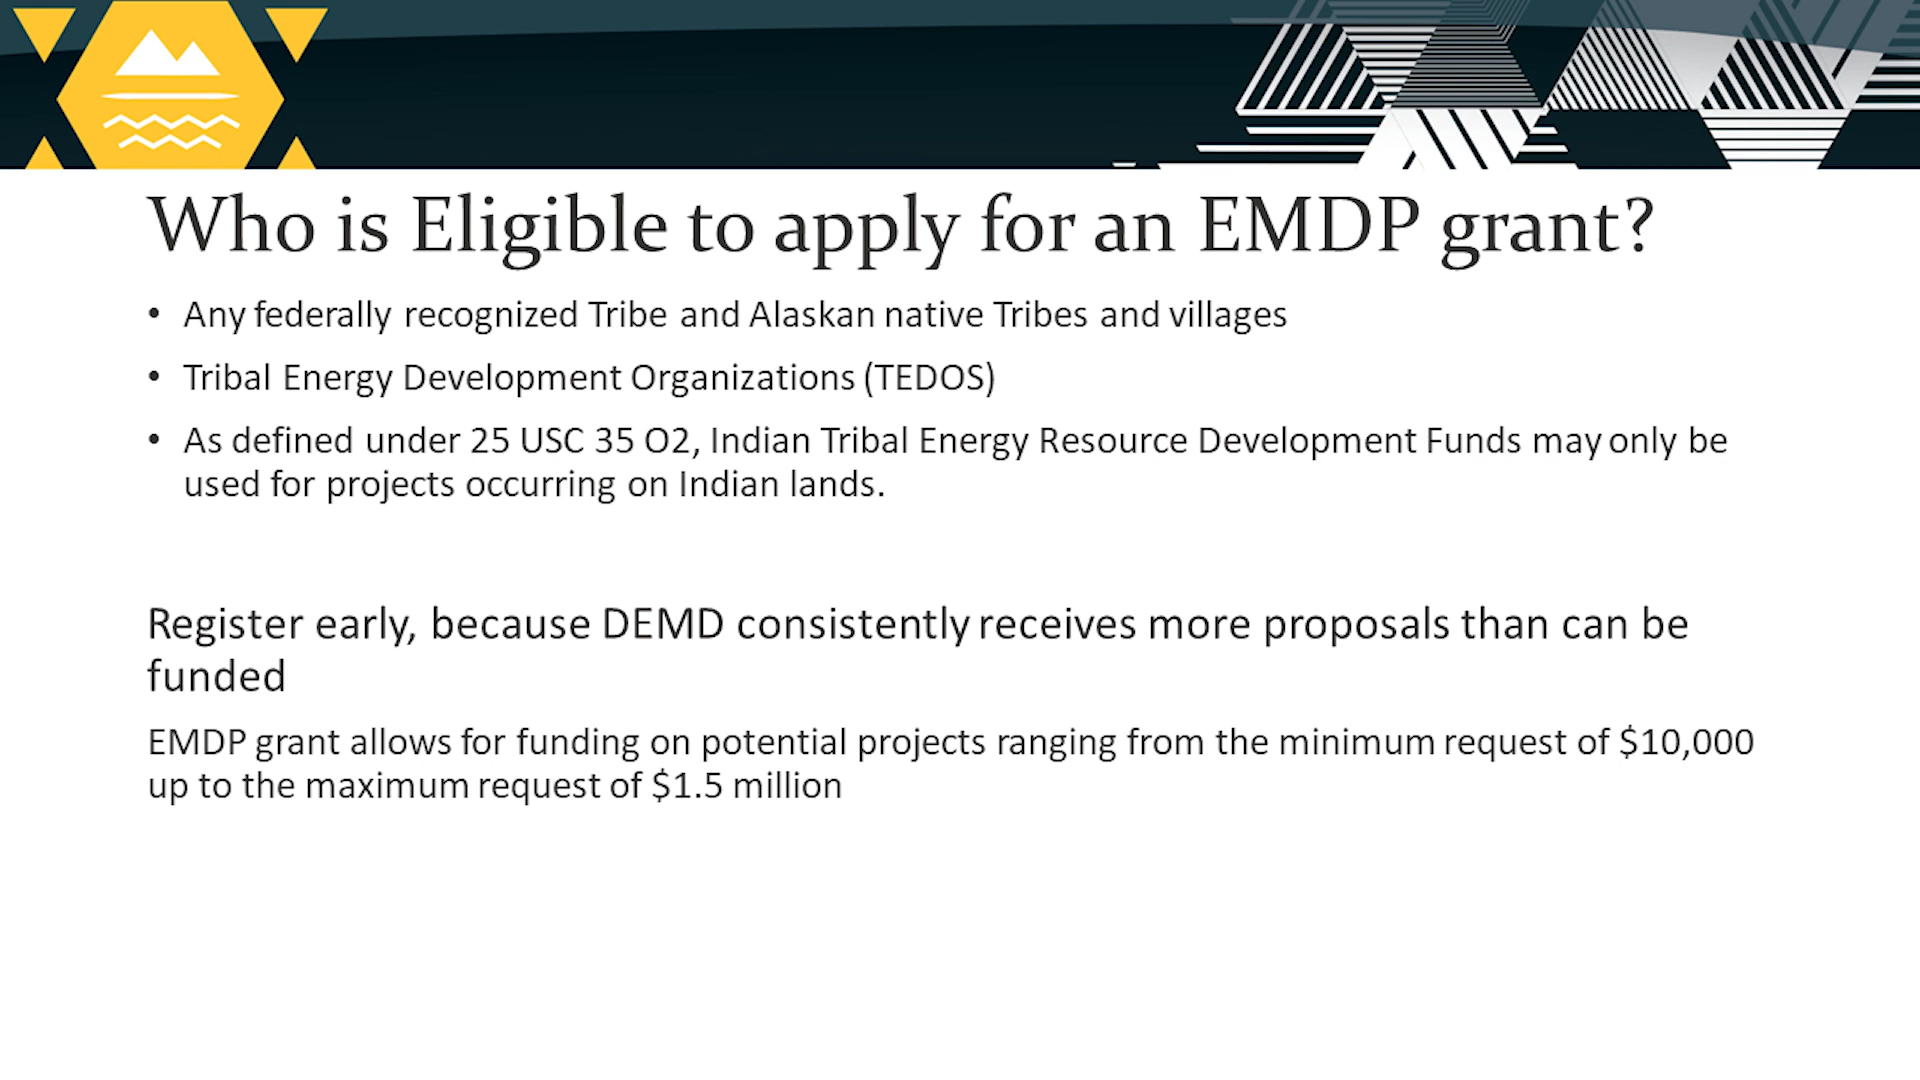 Who is Eligible to apply for an EMDP grant?
• Any federally recognized Tribe and Alaskan native Tribes and villages
• Tribal Energy Development Organizations (TEDOS)
• As defined under 25 USC 35 O2, Indian Tribal Energy Resource Development Funds may only be
used for projects occurring on Indian lands.
Register early, because DEMD consistently receives more proposals than can be
funded
EMDP grant allows for funding on potential projects ranging from the minimum request of $10,000
up to the maximum request of $1.5 million